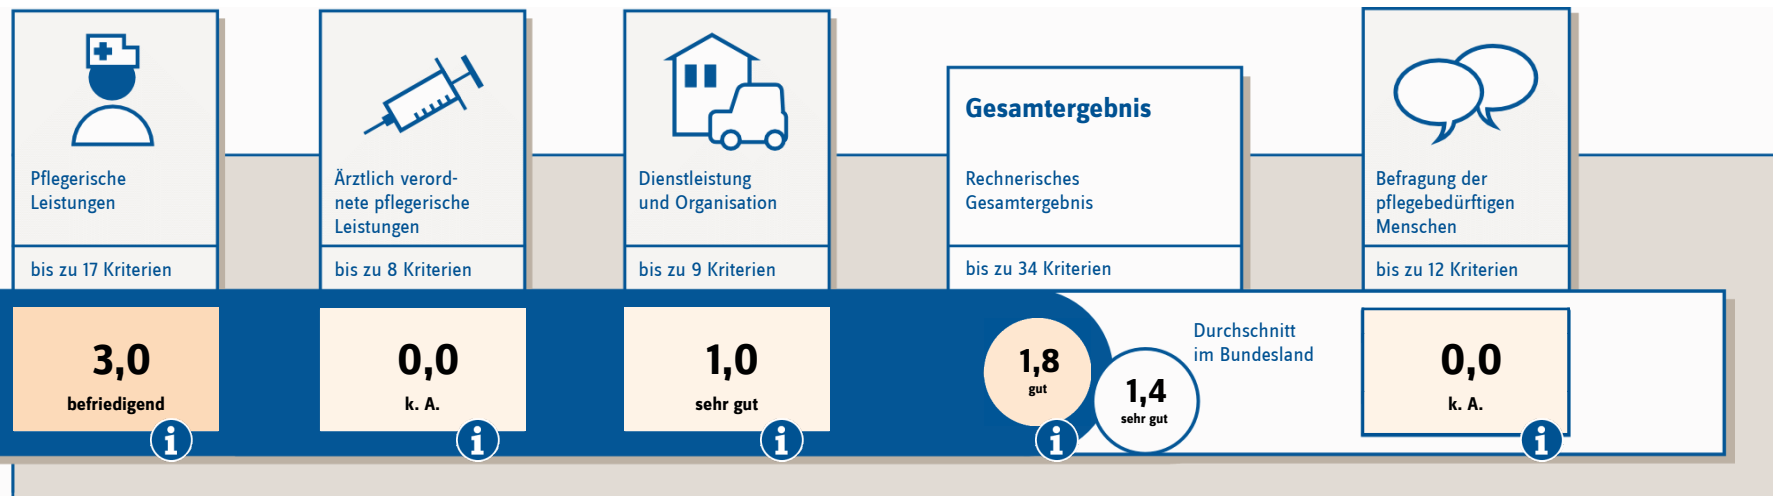 Pflegerische
Leistungen
bis zu 17 Kriterien
3,0
befriedigend
i
Ärztlich verord-
nete pflegerische
Leistungen
bis zu 8 Kriterien
0,0
k. A.
i
Dienstleistung
und Organisation
bis zu 9 Kriterien
1,0
sehr gut
i
Gesamtergebnis
Rechnerisches
Gesamtergebnis
bis zu 34 Kriterien
1,8
gut
i
1,4
sehr gut
Durchschnitt
im Bundesland
Befragung der
pflegebedürftigen
Menschen
bis zu 12 Kriterien
0,0
k. A.
i